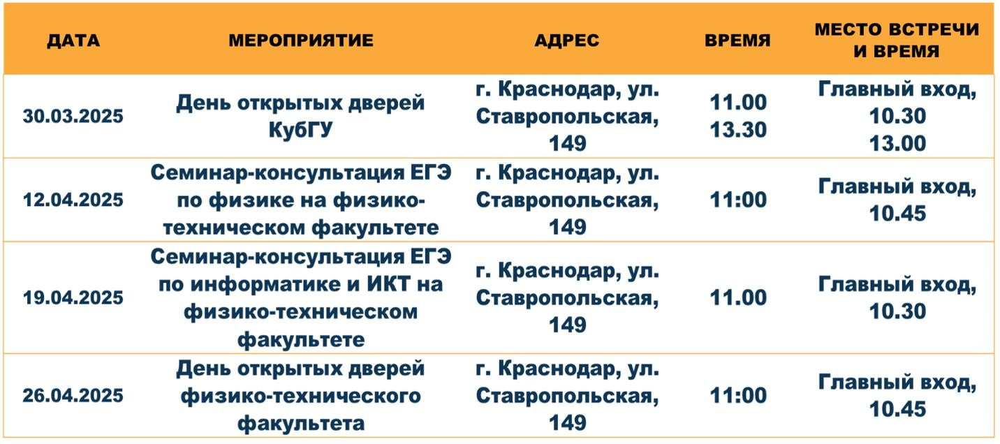 ДАТА
МЕРОПРИЯТИЕ
АДРЕС
ВРЕМЯ
МЕСТО ВСТРЕЧИ
И ВРЕМЯ
30.03.2025
День открытых дверей
КубГУ
г. Краснодар, ул.
Ставропольская,
149
11.00
13.30
Главный вход,
10.30
13.00
12.04.2025
Семинар-консультация ЕГЭ
по физике на физико-
техническом факультете
г. Краснодар, ул.
Ставропольская,
149
11:00
Главный вход,
10.45
19.04.2025
Семинар-консультация ЕГЭ
по информатике и ИКТ на
физико-техническом
факультете
г. Краснодар, ул.
Ставропольская,
149
11.00
Главный вход,
10.30
26.04.2025
День открытых дверей
физико-технического
факультета
г. Краснодар, ул.
Ставропольская,
149
11:00
Главный вход,
10.45